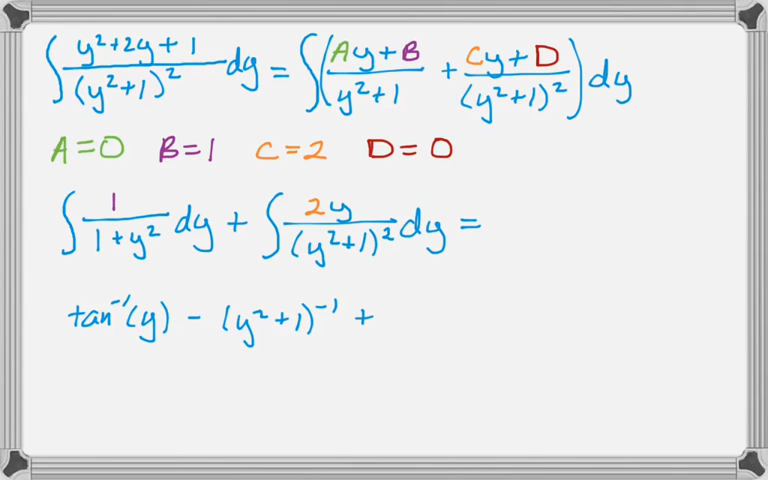 ∫ (y²+2y+1)/(y²+1)² dy = ∫((Ay+B)/(y²+1) + (Cy+D)/(y²+1)²) dy
A=0 B=1 C=2 D=0
∫ 1/(1+y²) dy + ∫ 2y/(y²+1)² dy =
tan⁻¹(y) - (y²+1)⁻¹ +